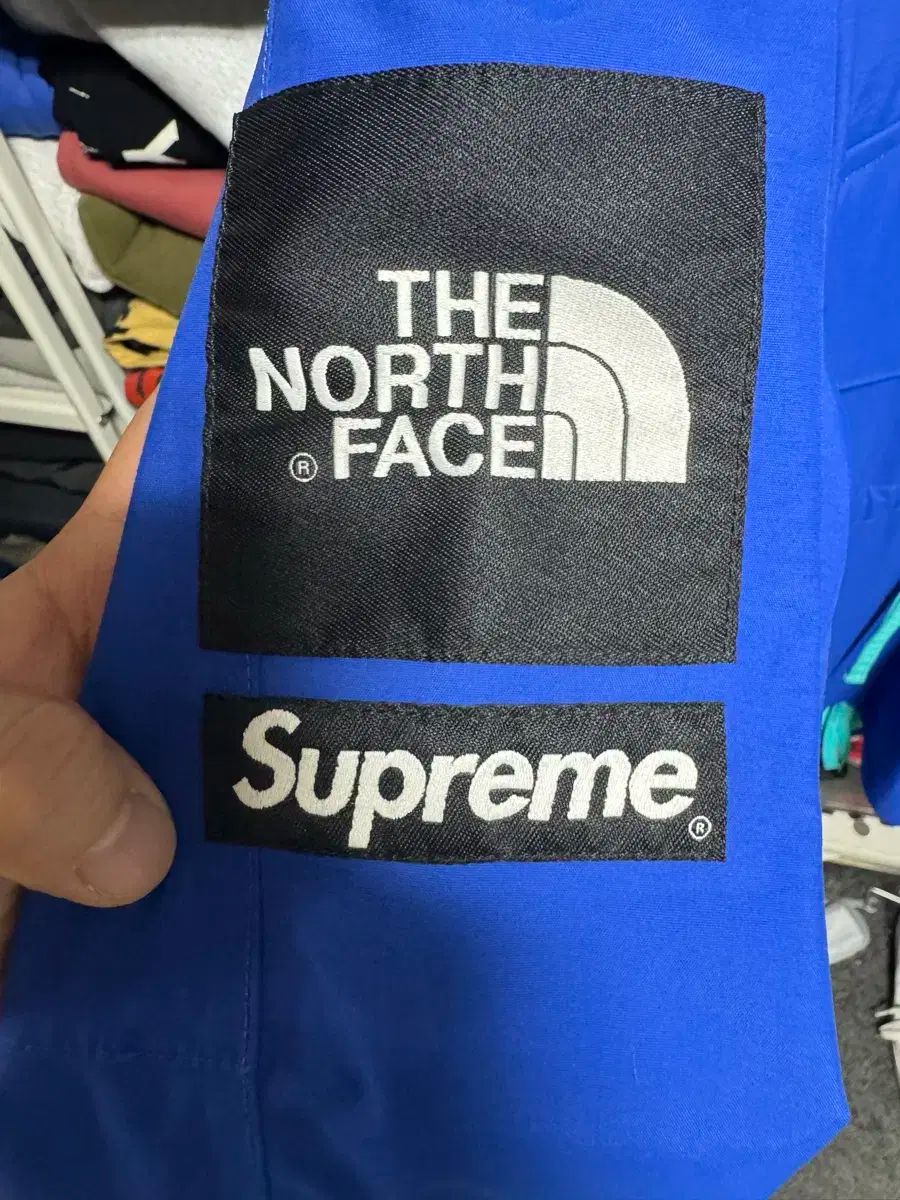 THE
NORTH
® FACE
Supreme®